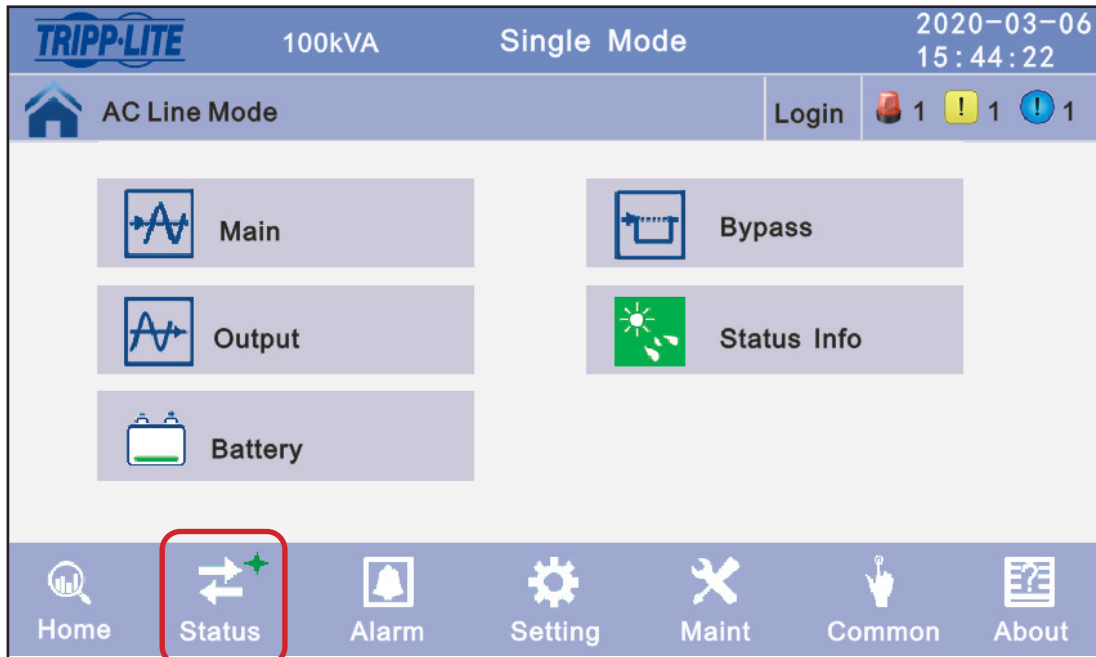 TRIPP·LITE 100kVA Single Mode 2020-03-06
15:44:22
AC Line Mode Login 1 ! 1 ! 1
Main Bypass
Output Status Info
Battery
Home Status Alarm Setting Maint Common About